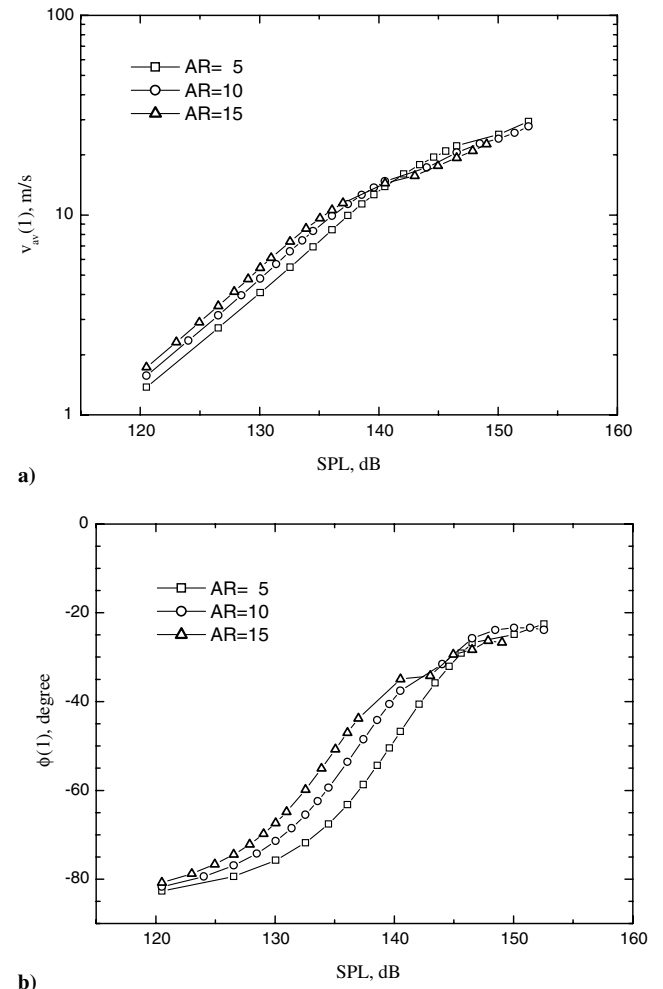 100
AR= 5
AR=10
AR=15
v_av(1), m/s
10
1
120 130 140 150 160
SPL, dB
a)
0
AR= 5
AR=10
AR=15
-20
-40
ϕ(1), degree
-60
-80
120 130 140 150 160
SPL, dB
b)